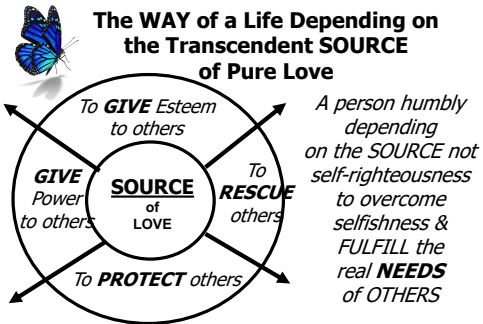 The WAY of a Life Depending on
the Transcendent SOURCE
of Pure Love
To GIVE Esteem
to others
GIVE
Power
to others
SOURCE
of
LOVE
To
RESCUE
others
To PROTECT others
A person humbly
depending
on the SOURCE not
self-righteousness
to overcome
selfishness &
FULFILL the
real NEEDS
of OTHERS